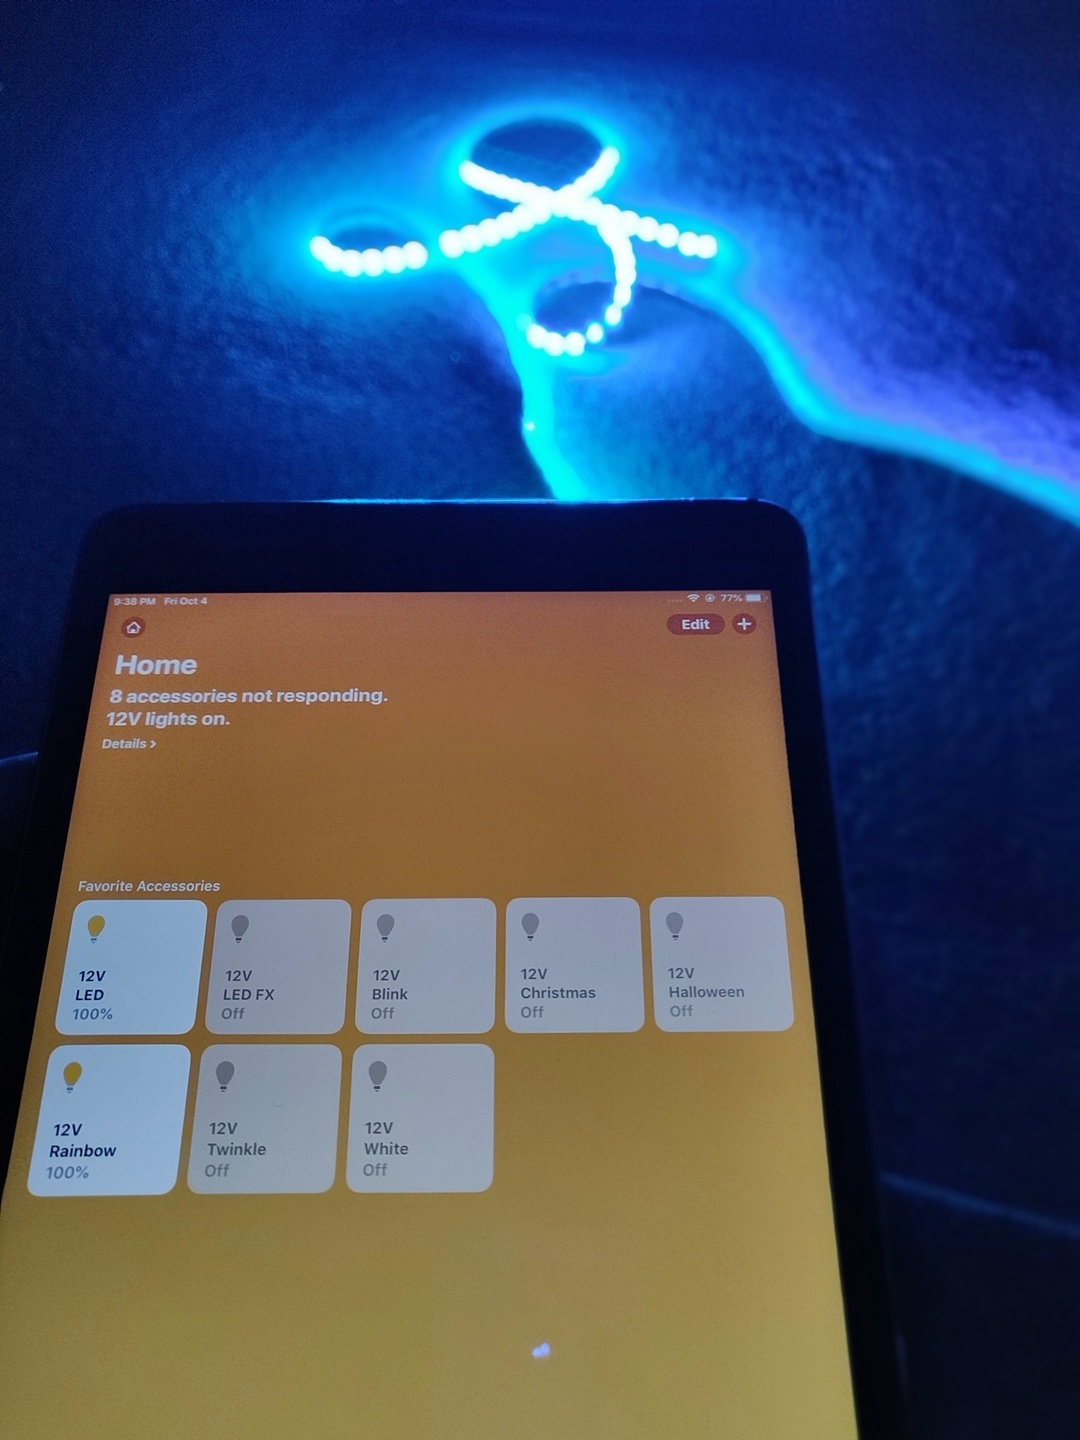 9:38 PM Fri Oct 4
77%
Edit
Home
8 accessories not responding.
12V lights on.
Details >
Favorite Accessories
12V
LED
100%
12V
LED FX
Off
12V
Blink
Off
12V
Christmas
Off
12V
Halloween
Off
12V
Rainbow
100%
12V
Twinkle
Off
12V
White
Off